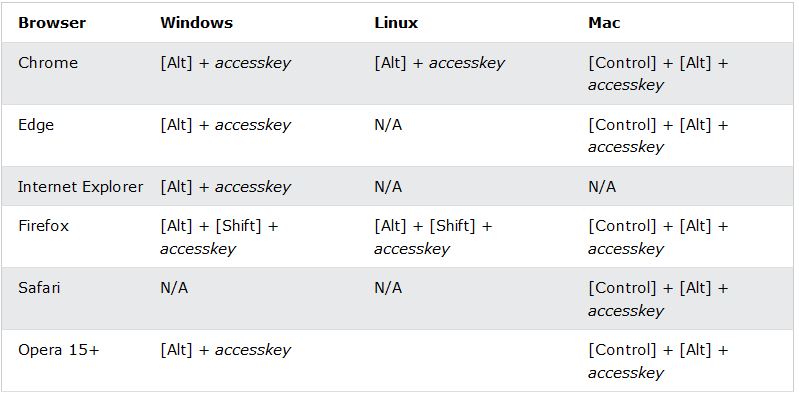 Browser Windows Linux Mac
Chrome [Alt] + accesskey [Alt] + accesskey [Control] + [Alt] +
accesskey
Edge [Alt] + accesskey N/A [Control] + [Alt] +
accesskey
Internet Explorer [Alt] + accesskey N/A N/A
Firefox [Alt] + [Shift] + [Alt] + [Shift] + [Control] + [Alt] +
accesskey accesskey accesskey
Safari N/A N/A [Control] + [Alt] +
accesskey
Opera 15+ [Alt] + accesskey [Control] + [Alt] +
accesskey